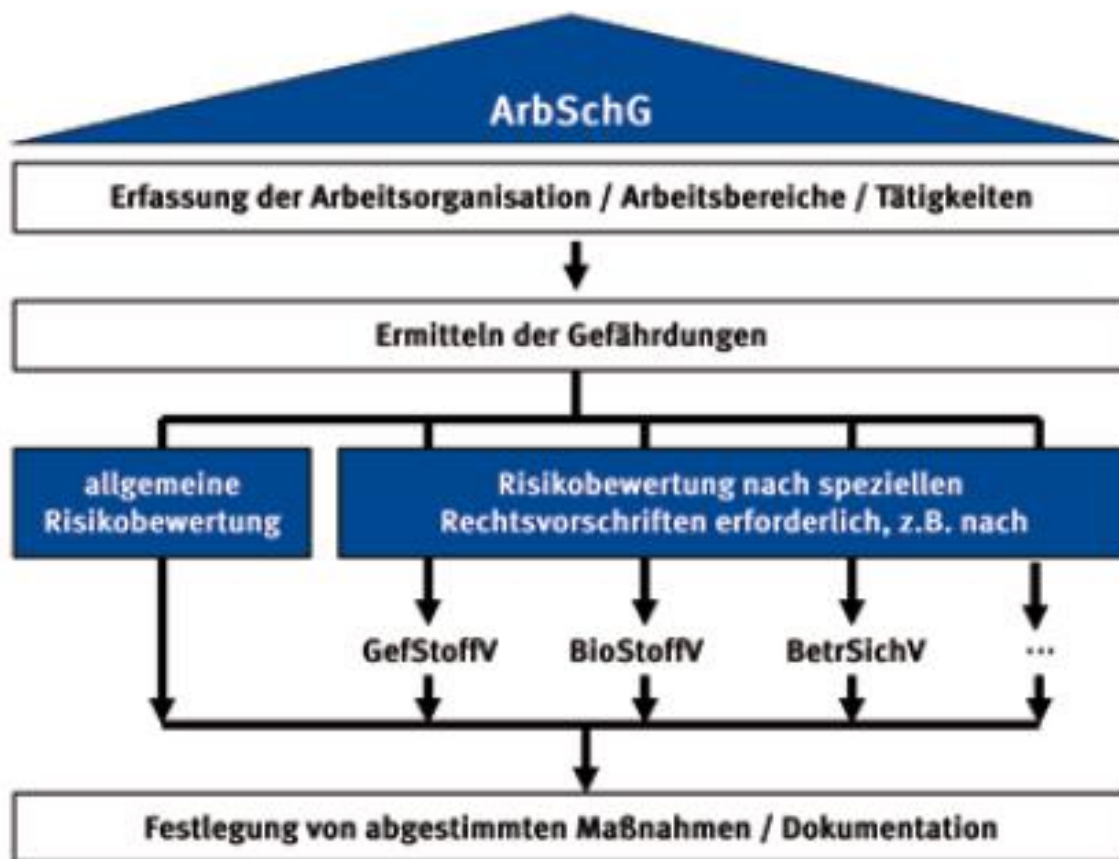 ArbSchG
Erfassung der Arbeitsorganisation / Arbeitsbereiche / Tätigkeiten
Ermitteln der Gefährdungen
allgemeine
Risikobewertung
Risikobewertung nach speziellen
Rechtsvorschriften erforderlich, z.B. nach
GefStoffV BioStoffV BetrSichV ...
Festlegung von abgestimmten Maßnahmen / Dokumentation